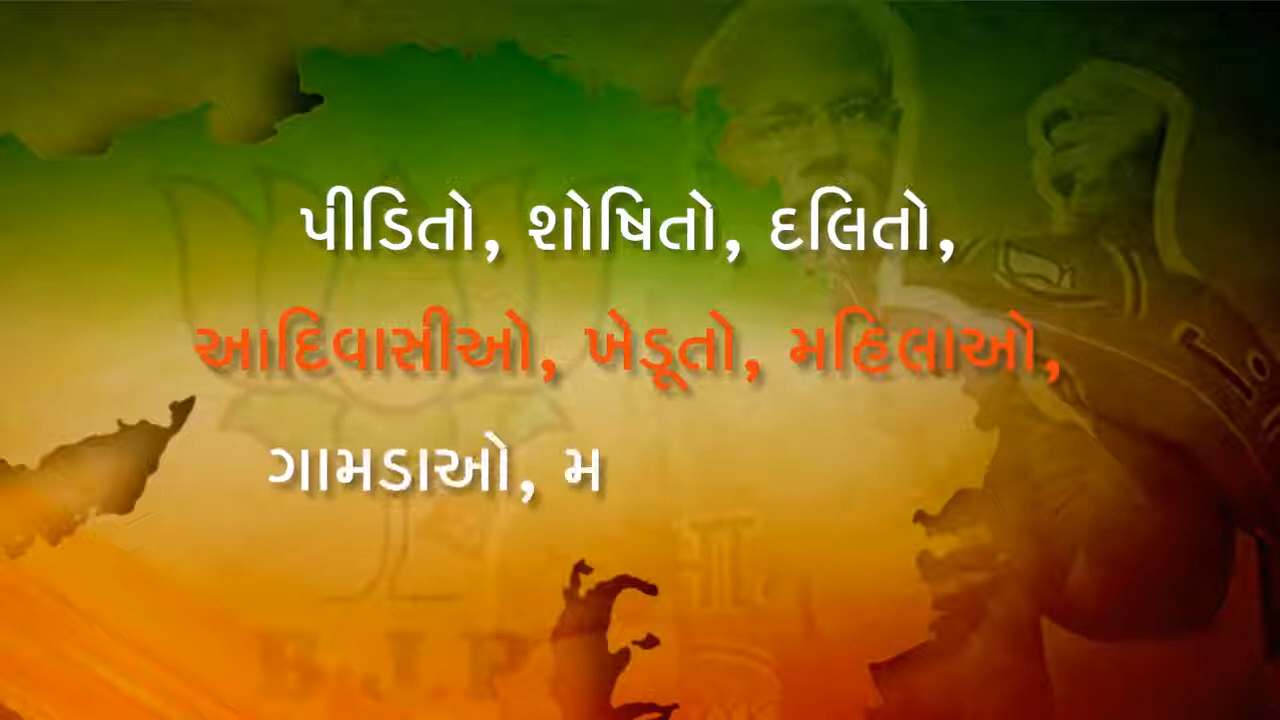 પીડિતો, શોષિતો, દલિતો,
આદિવાસીઓ, ખેડૂતો, મહિલાઓ,
ગામડાઓ, મ
B.J.P